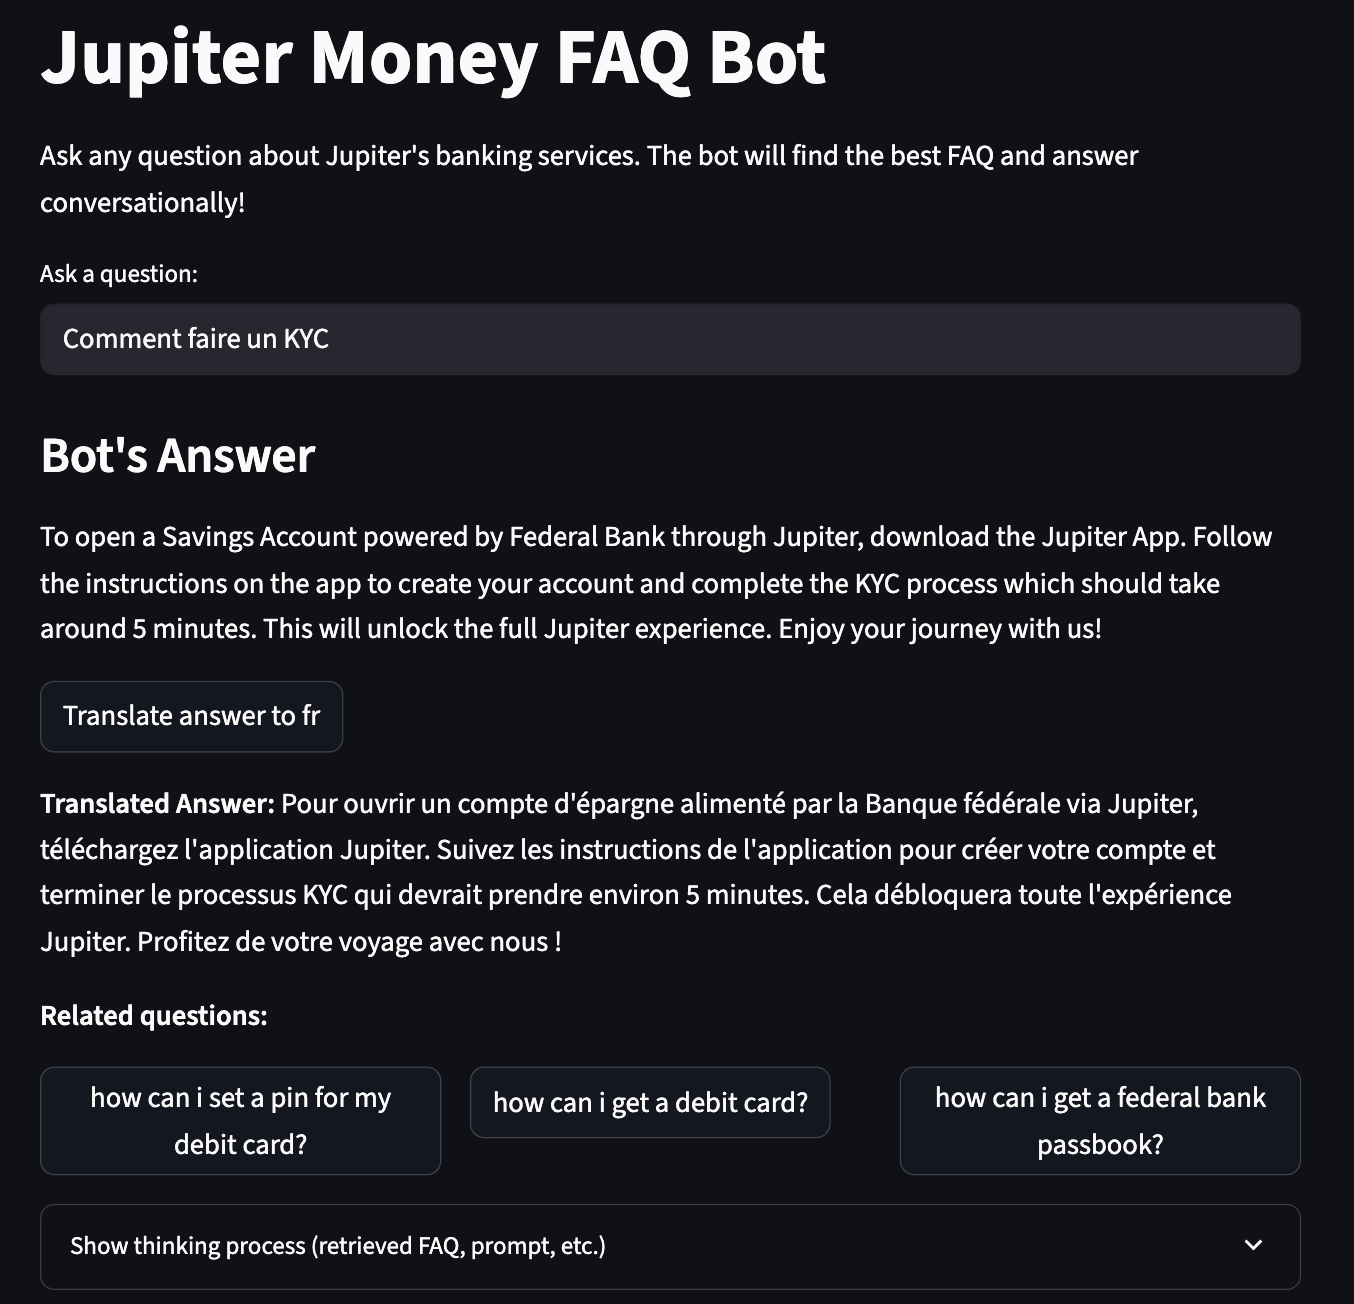 Jupiter Money FAQ Bot
Ask any question about Jupiter's banking services. The bot will find the best FAQ and answer
conversationally!
Ask a question:
Comment faire un KYC
Bot's Answer
To open a Savings Account powered by Federal Bank through Jupiter, download the Jupiter App. Follow
the instructions on the app to create your account and complete the KYC process which should take
around 5 minutes. This will unlock the full Jupiter experience. Enjoy your journey with us!
Translate answer to fr
Translated Answer: Pour ouvrir un compte d'épargne alimenté par la Banque fédérale via Jupiter,
téléchargez l'application Jupiter. Suivez les instructions de l'application pour créer votre compte et
terminer le processus KYC qui devrait prendre environ 5 minutes. Cela débloquera toute l'expérience
Jupiter. Profitez de votre voyage avec nous !
Related questions:
how can i set a pin for my
debit card?
how can i get a debit card?
how can i get a federal bank
passbook?
Show thinking process (retrieved FAQ, prompt, etc.)